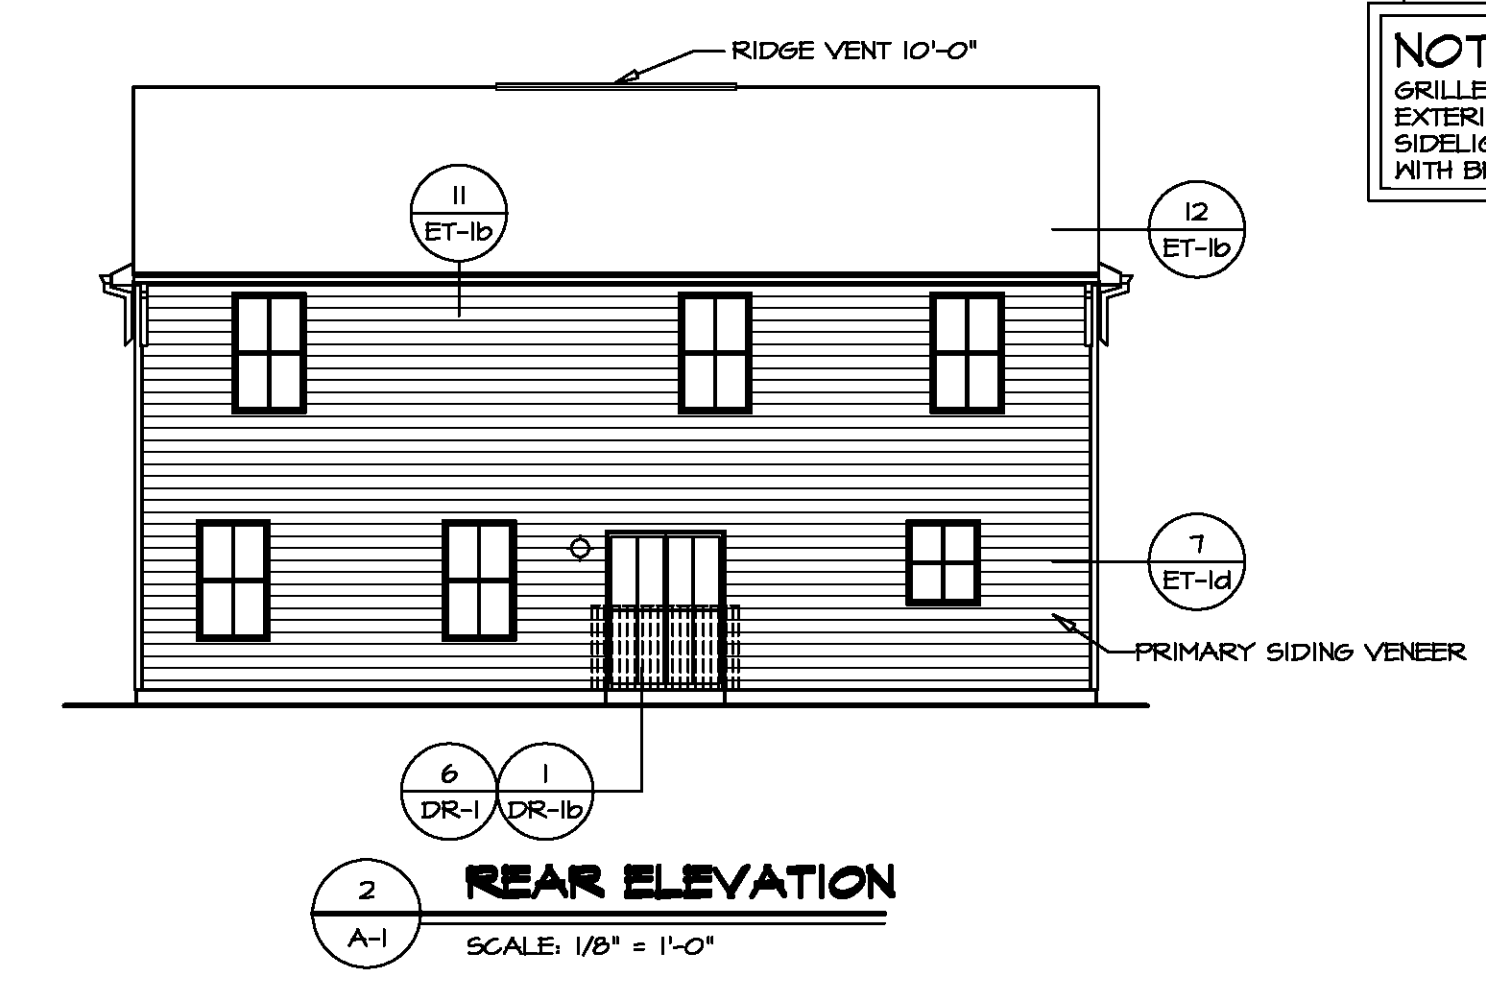 RIDGE VENT 10'-0"
NOT
GRILLE
EXTERI
SIDELIG
WITH
11
ET-1b
12
ET-1b
7
ET-1d
PRIMARY SIDING VENEER
6
DR-1
1
DR-1b
2
A-1
REAR ELEVATION
SCALE: 1/8" = 1'-0"